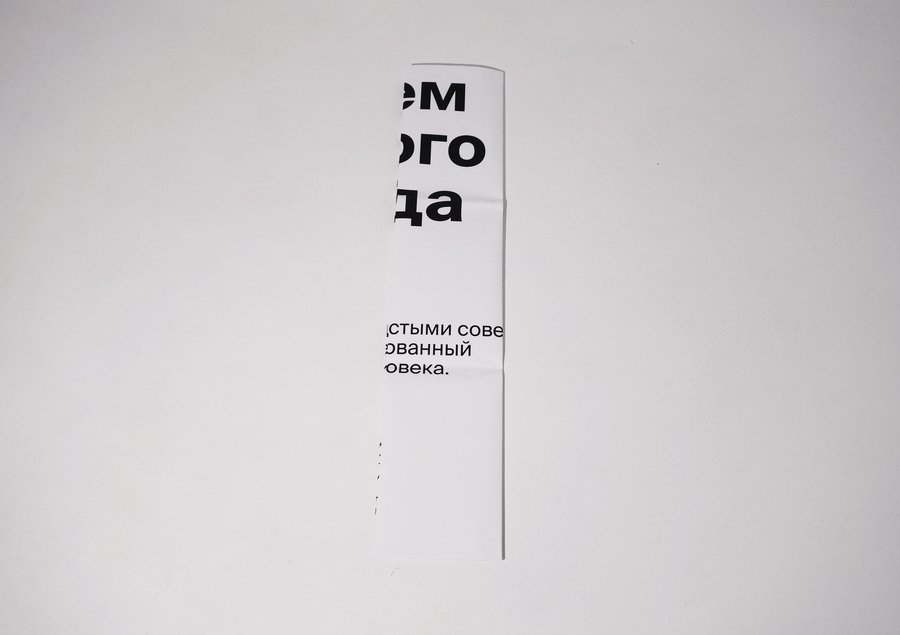 ем
ого
да
стыми сове
ованный
овека.